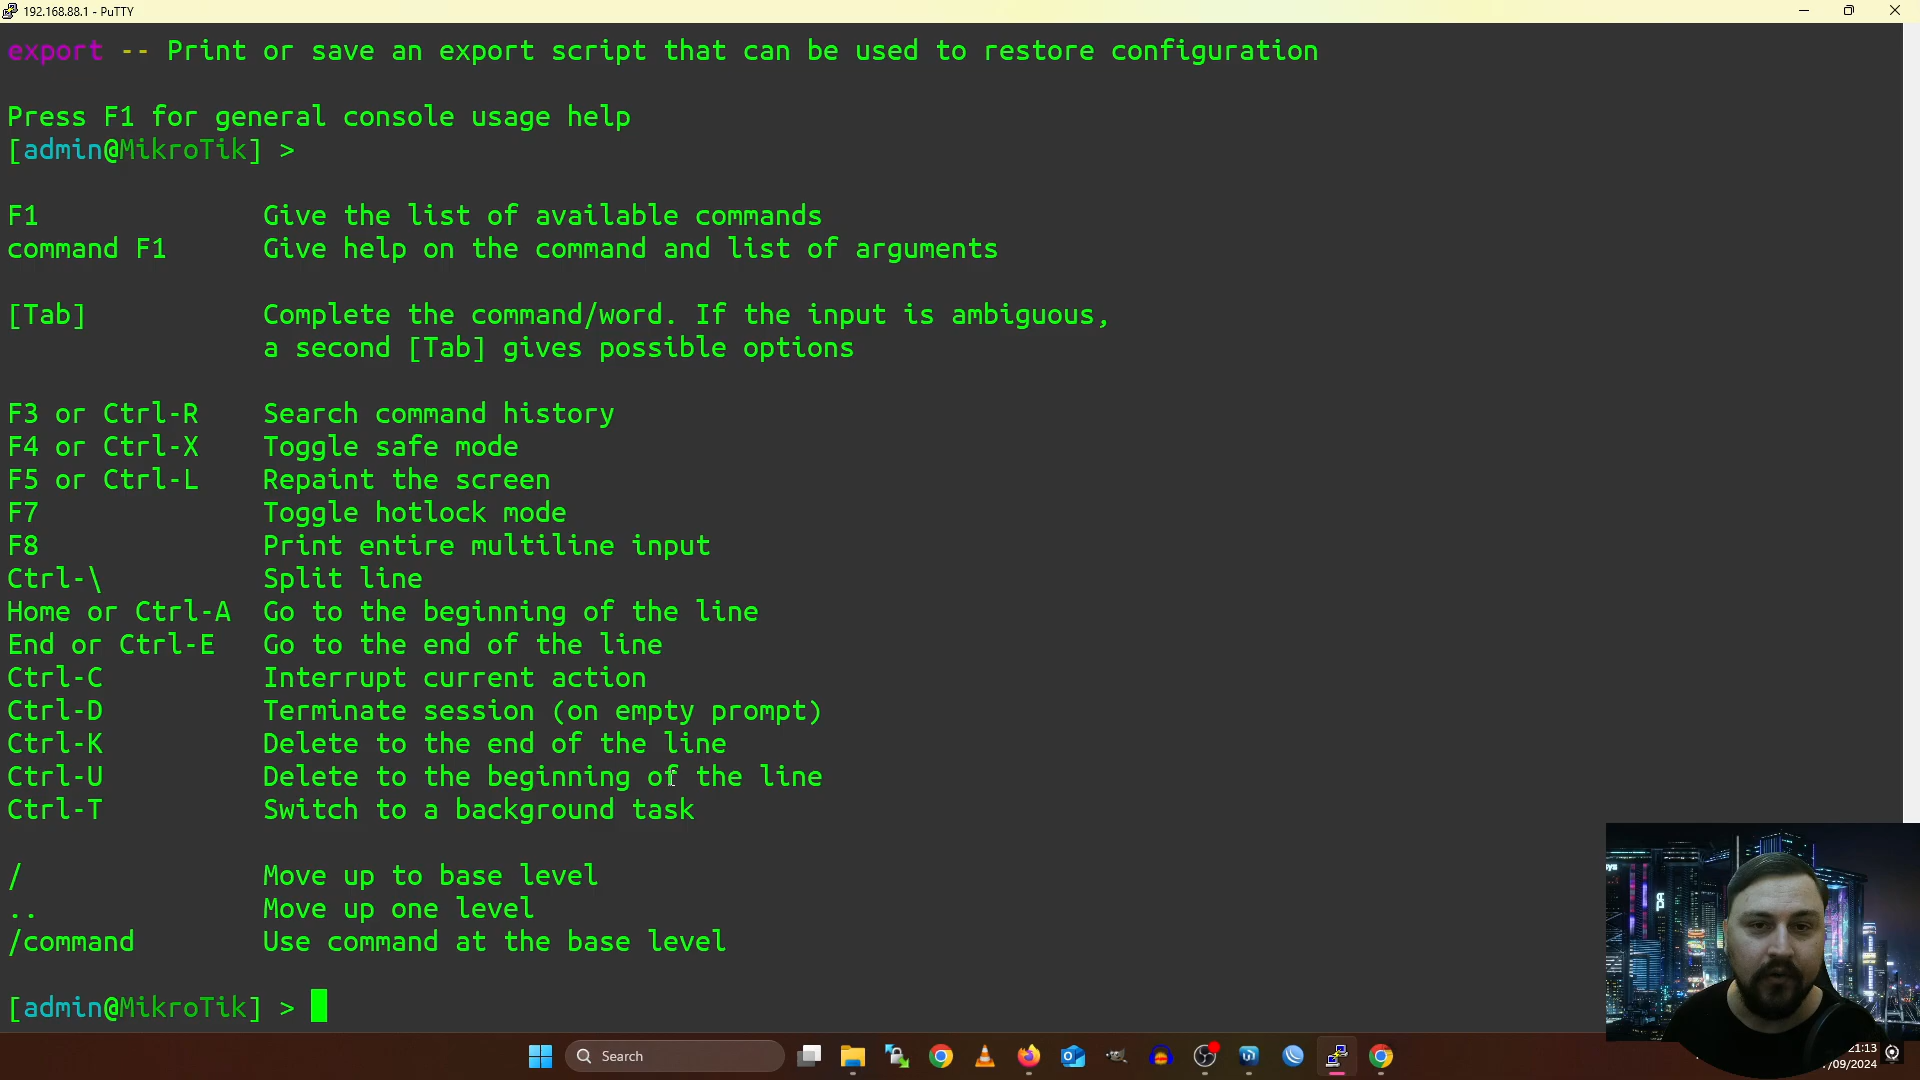 192.168.88.1 - PuTTY
export -- Print or save an export script that can be used to restore configuration
Press F1 for general console usage help
[admin@MikroTik] >
F1 Give the list of available commands
command F1 Give help on the command and list of arguments
[Tab] Complete the command/word. If the input is ambiguous,
a second [Tab] gives possible options
F3 or Ctrl-R Search command history
F4 or Ctrl-X Toggle safe mode
F5 or Ctrl-L Repaint the screen
F7 Toggle hotlock mode
F8 Print entire multiline input
Ctrl-\ Split line
Home or Ctrl-A Go to the beginning of the line
End or Ctrl-E Go to the end of the line
Ctrl-C Interrupt current action
Ctrl-D Terminate session (on empty prompt)
Ctrl-K Delete to the end of the line
Ctrl-U Delete to the beginning of the line
Ctrl-T Switch to a background task
/ Move up to base level
.. Move up one level
/command Use command at the base level
[admin@MikroTik] >
Search
21:13
/09/2024